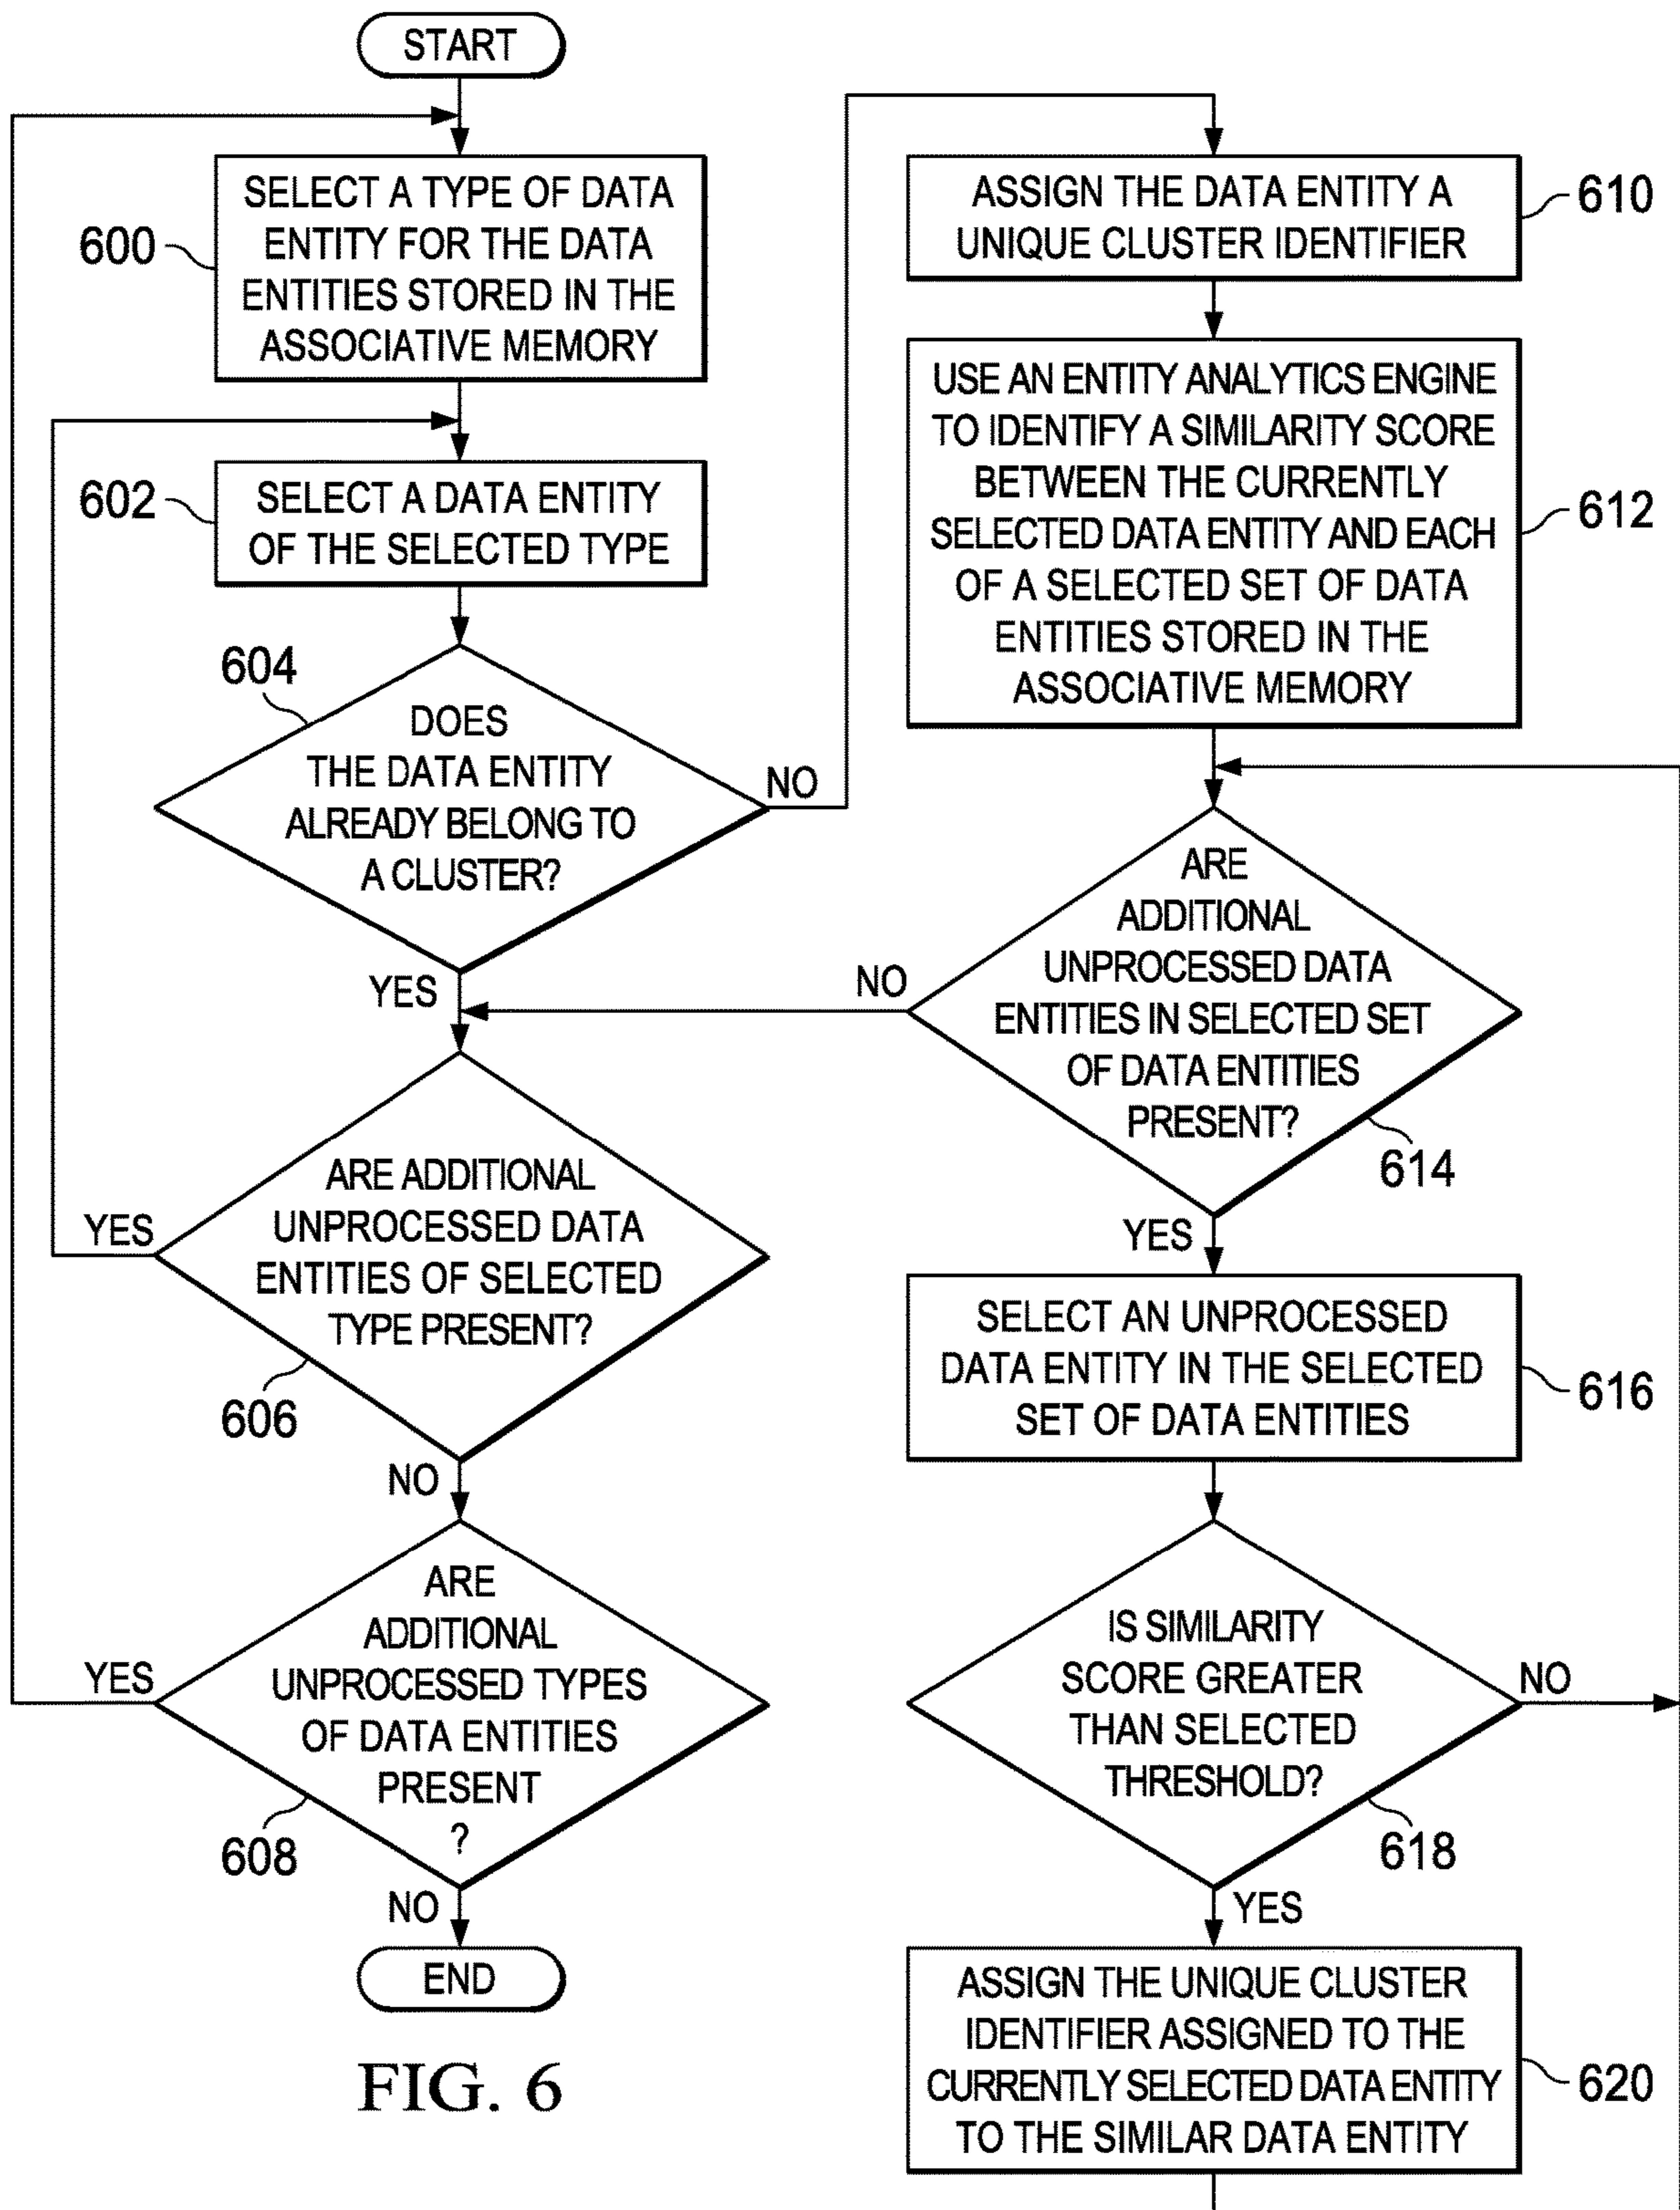 START
600
SELECT A TYPE OF DATA
ENTITY FOR THE DATA
ENTITIES STORED IN THE
ASSOCIATIVE MEMORY
602
SELECT A DATA ENTITY
OF THE SELECTED TYPE
604
DOES
THE DATA ENTITY
ALREADY BELONG TO
A CLUSTER?
NO
YES
ARE ADDITIONAL
UNPROCESSED DATA
ENTITIES OF SELECTED
TYPE PRESENT?
YES
606
NO
ARE
ADDITIONAL
UNPROCESSED TYPES
OF DATA ENTITIES
PRESENT
?
YES
608
NO
END
ASSIGN THE DATA ENTITY A
UNIQUE CLUSTER IDENTIFIER
610
USE AN ENTITY ANALYTICS ENGINE
TO IDENTIFY A SIMILARITY SCORE
BETWEEN THE CURRENTLY
SELECTED DATA ENTITY AND EACH
OF A SELECTED SET OF DATA
ENTITIES STORED IN THE
ASSOCIATIVE MEMORY
612
ARE
ADDITIONAL
UNPROCESSED DATA
ENTITIES IN SELECTED SET
OF DATA ENTITIES
PRESENT?
NO
614
YES
SELECT AN UNPROCESSED
DATA ENTITY IN THE SELECTED
SET OF DATA ENTITIES
616
IS SIMILARITY
SCORE GREATER
THAN SELECTED
THRESHOLD?
NO
618
YES
ASSIGN THE UNIQUE CLUSTER
IDENTIFIER ASSIGNED TO THE
CURRENTLY SELECTED DATA ENTITY
TO THE SIMILAR DATA ENTITY
620
FIG. 6